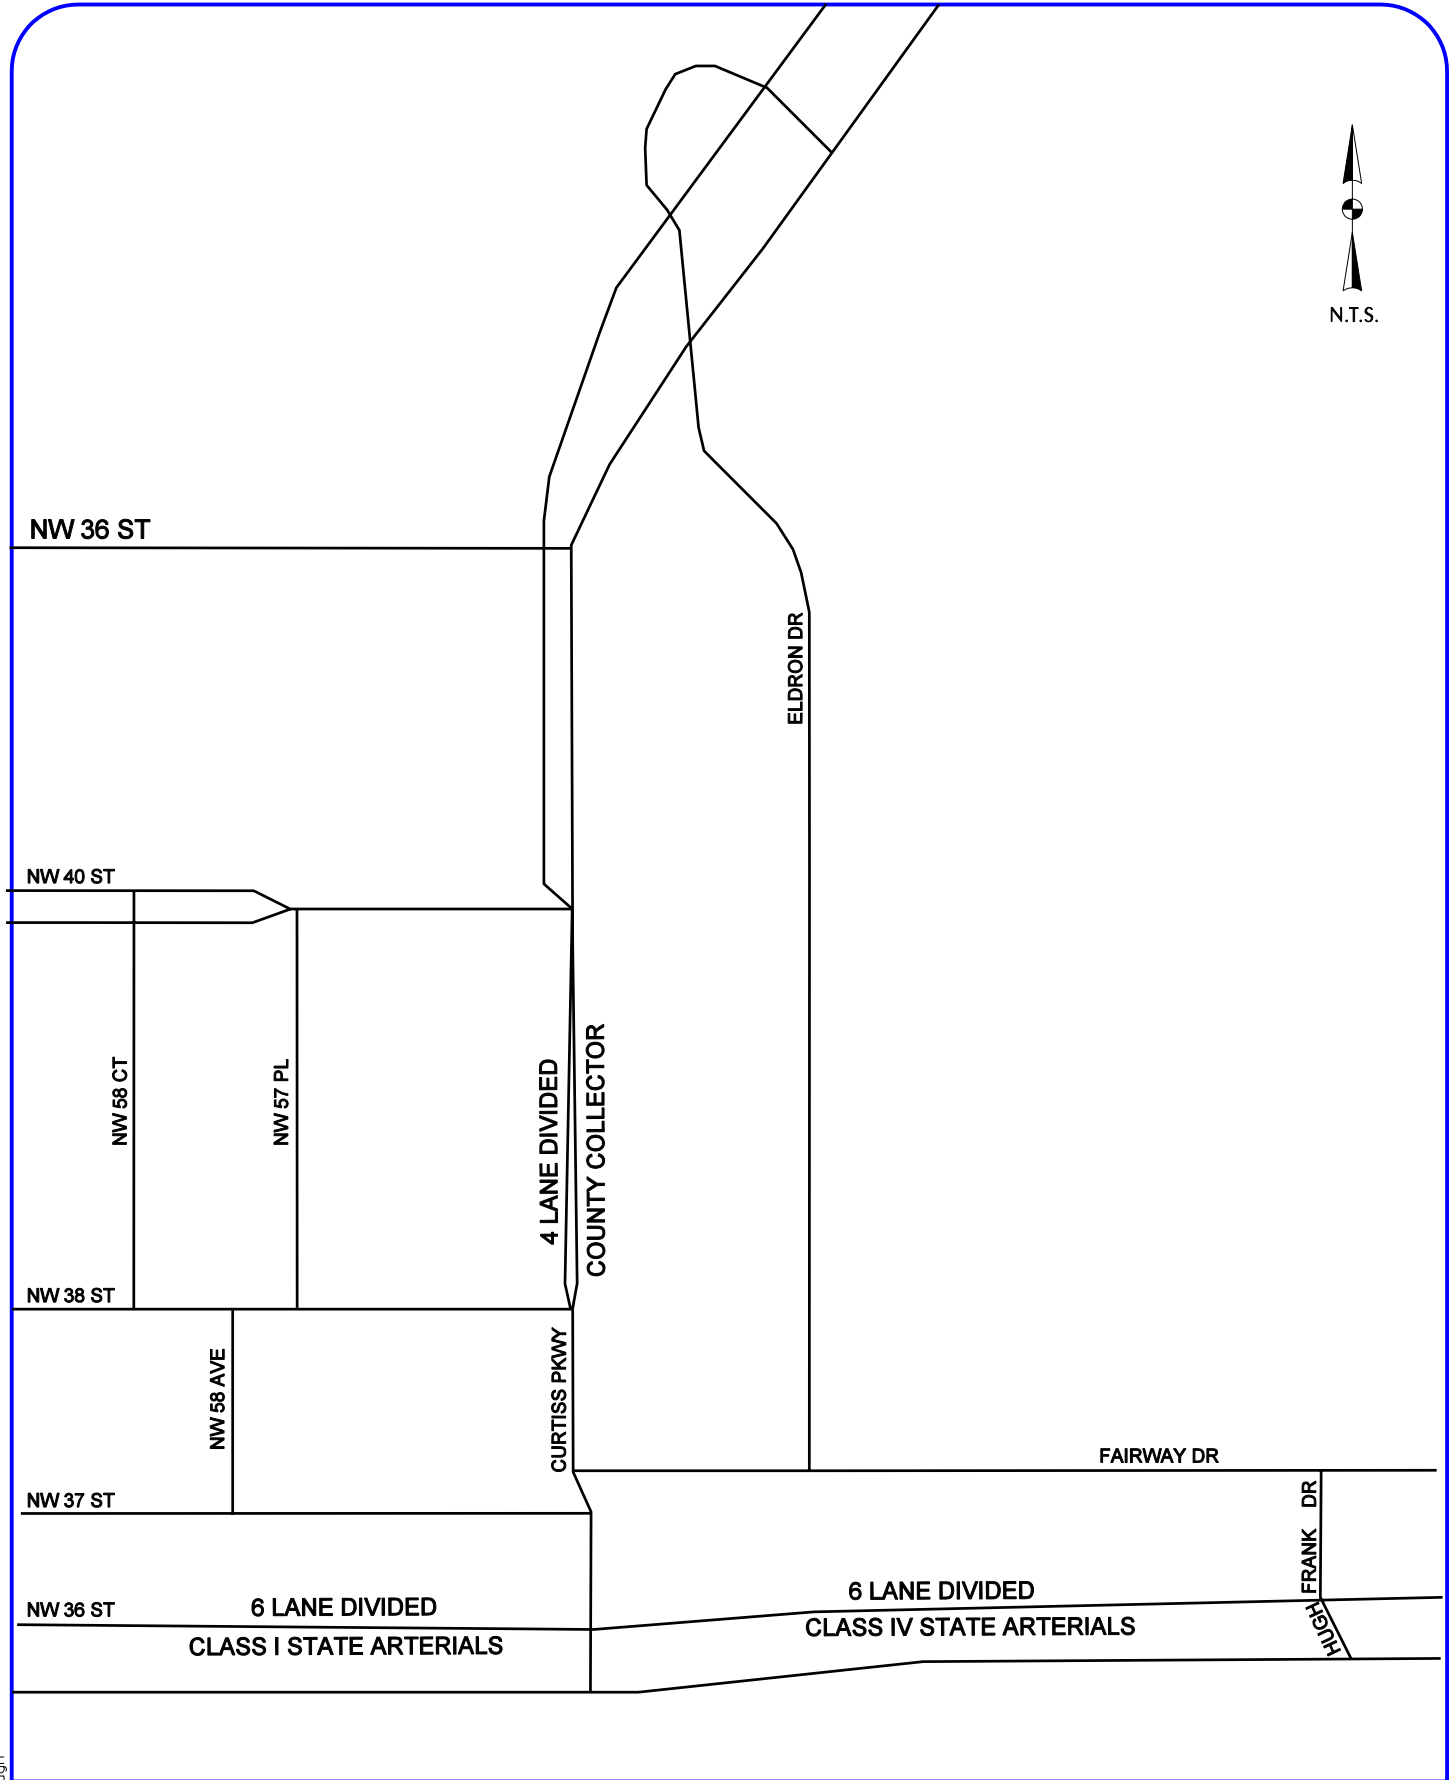 N.T.S.
NW 36 ST
ELDRON DR
NW 40 ST
NW 58 CT
NW 57 PL
4 LANE DIVIDED
COUNTY COLLECTOR
NW 38 ST
NW 58 AVE
CURTISS PKWY
FAIRWAY DR
NW 37 ST
FRANK DR
HUGH
NW 36 ST
6 LANE DIVIDED
CLASS I STATE ARTERIALS
6 LANE DIVIDED
CLASS IV STATE ARTERIALS